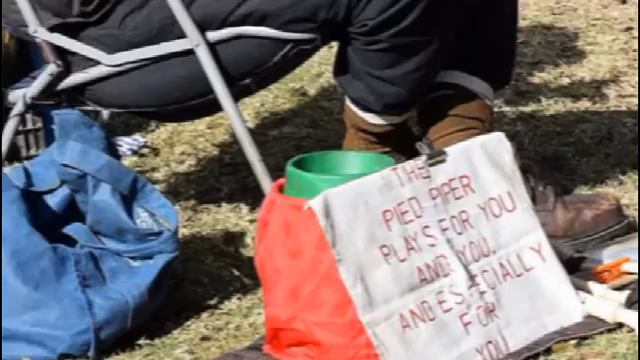 THE
PIED PIPER
PLAYS FOR YOU
AND YOU,
AND ESPECIALLY
FOR
YOU